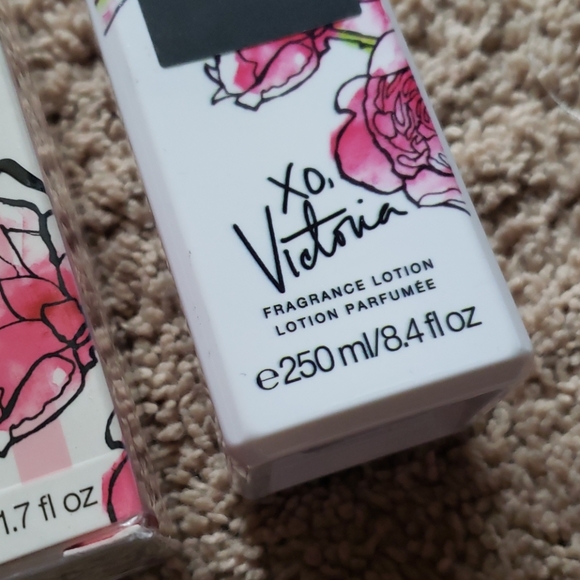 XO,
Victoria
FRAGRANCE LOTION
LOTION PARFUMÉE
℮250 ml/8.4 fl oz
1.7 fl oz